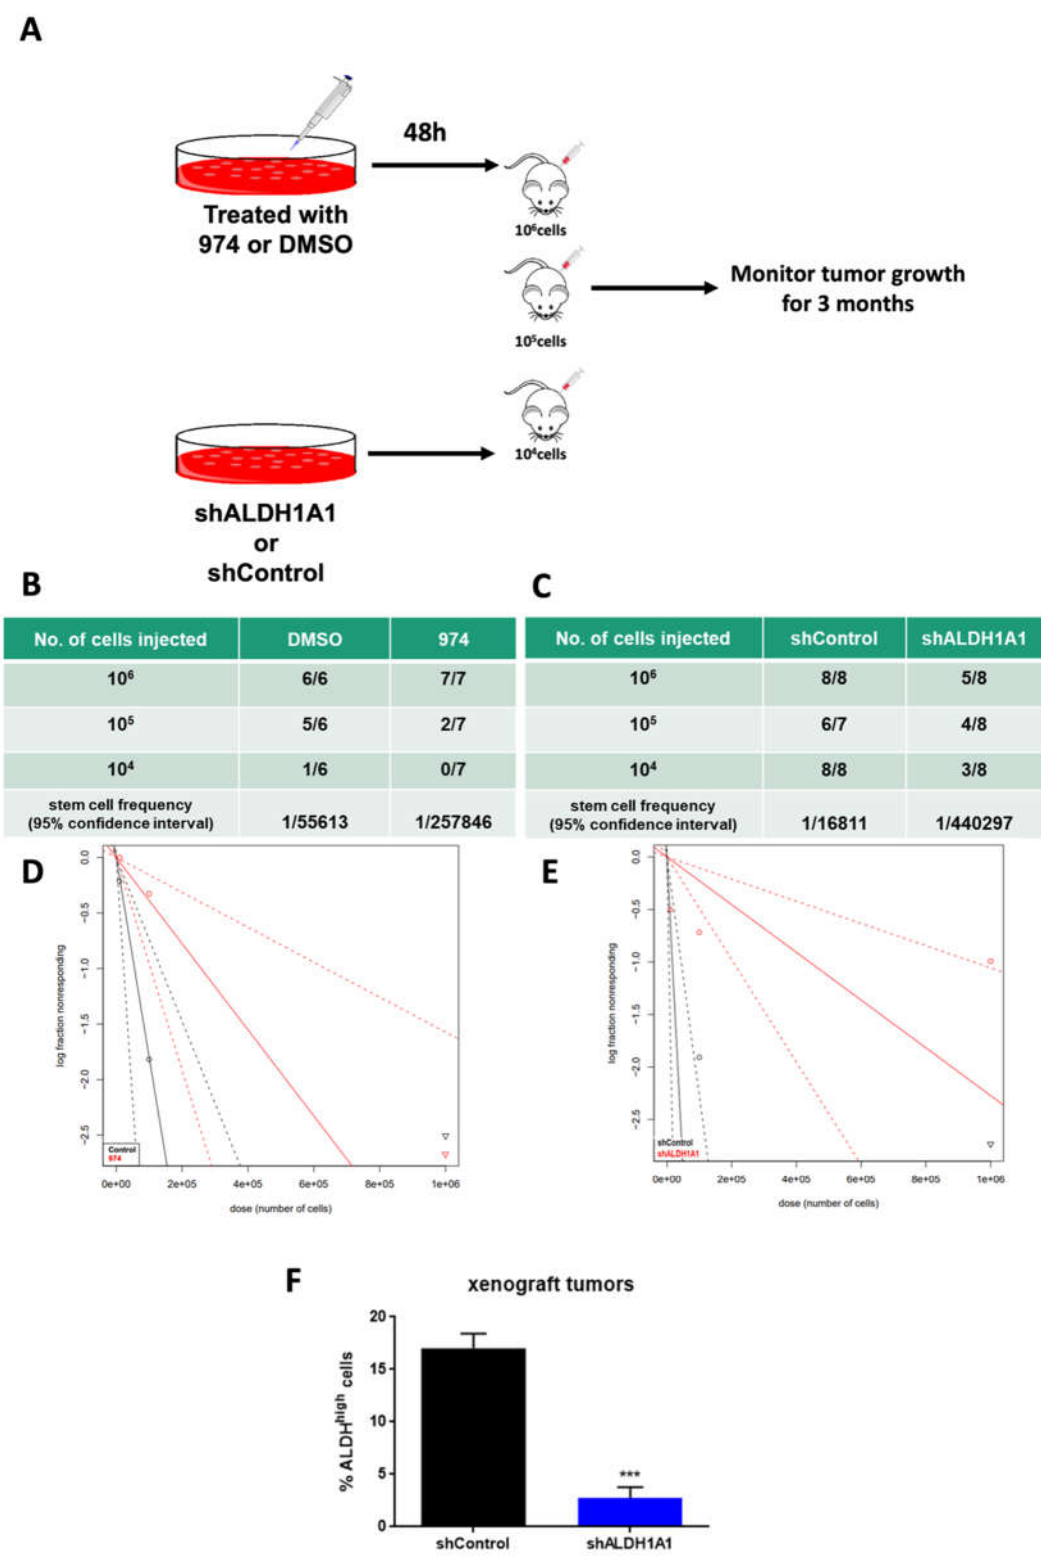 A
48h
Treated with
974 or DMSO
10⁶cells
10⁵cells
Monitor tumor growth
for 3 months
10⁴cells
shALDH1A1
or
shControl
B
No. of cells injected DMSO 974
10⁶ 6/6 7/7
10⁵ 5/6 2/7
10⁴ 1/6 0/7
stem cell frequency
(95% confidence interval) 1/55613 1/257846
C
No. of cells injected shControl shALDH1A1
10⁶ 8/8 5/8
10⁵ 6/7 4/8
10⁴ 8/8 3/8
stem cell frequency
(95% confidence interval) 1/16811 1/440297
D
log fraction nonresponding
0.0
-0.5
-1.0
-1.5
-2.0
-2.5
Control
974
0e+00 2e+05 4e+05 6e+05 8e+05 1e+06
dose (number of cells)
E
log fraction nonresponding
0.0
-0.5
-1.0
-1.5
-2.0
-2.5
shControl
shALDH1A1
0e+00 2e+05 4e+05 6e+05 8e+05 1e+06
dose (number of cells)
F
xenograft tumors
% ALDHʰⁱᵍʰ cells
20
15
10
5
0
***
shControl shALDH1A1